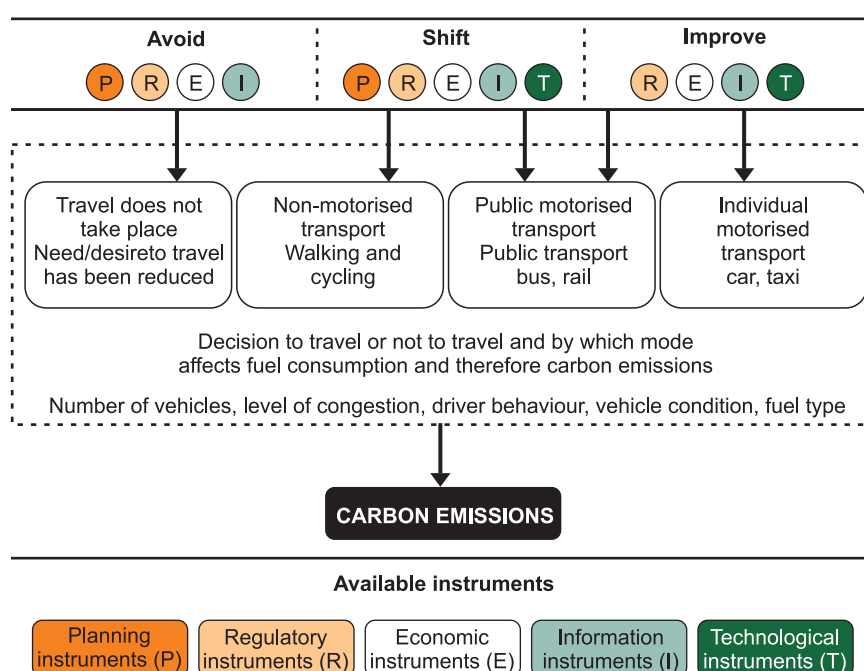 Avoid
Shift
Improve
P R E I
P R E I T
R E I T
Travel does not
take place
Need/desireto travel
has been reduced
Non-motorised
transport
Walking and
cycling
Public motorised
transport
Public transport
bus, rail
Individual
motorised
transport
car, taxi
Decision to travel or not to travel and by which mode
affects fuel consumption and therefore carbon emissions
Number of vehicles, level of congestion, driver behaviour, vehicle condition, fuel type
CARBON EMISSIONS
Available instruments
Planning
instruments (P)
Regulatory
instruments (R)
Economic
instruments (E)
Information
instruments (I)
Technological
instruments (T)